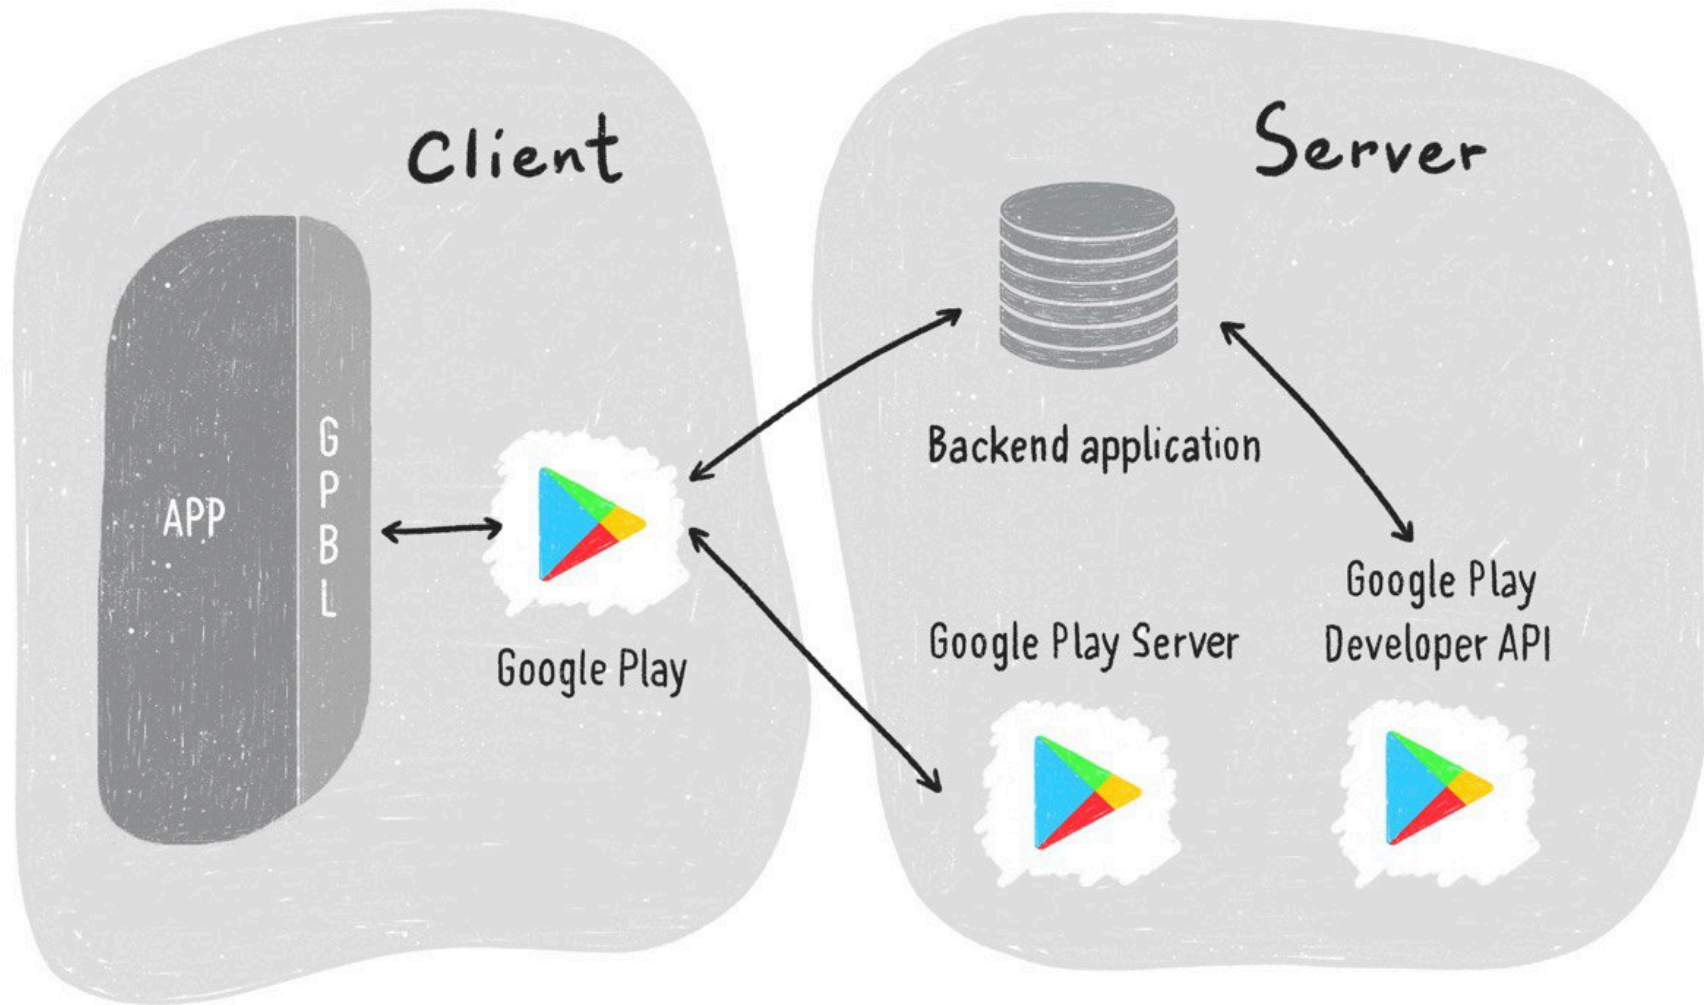 Client
APP
G
P
B
L
Google Play
Server
Backend application
Google Play Server
Google Play
Developer API